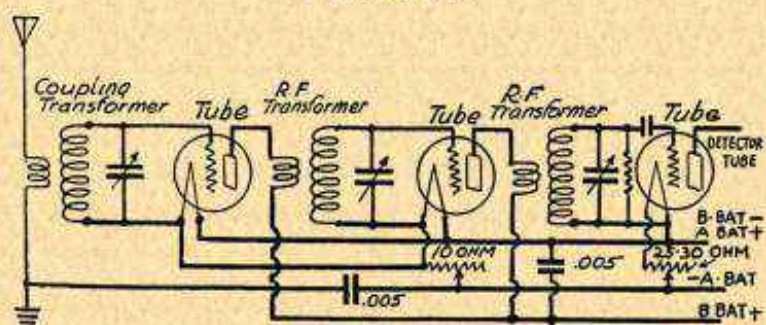 Coupling
Transformer
Tube
R.F
Transformer
Tube
R.F
Transformer
Tube
DETECTOR
TUBE
B·BAT-
A BAT+
10 OHM
25·30 OHM
.005
-A·BAT
.005
B BAT+